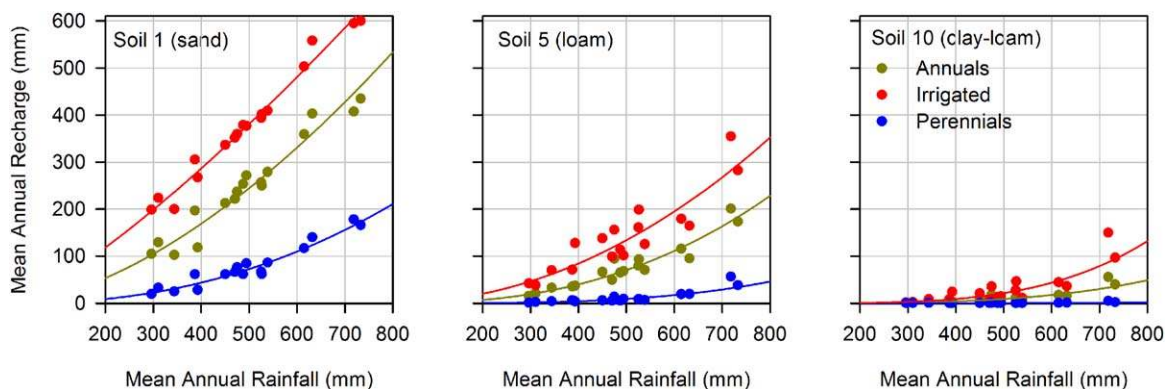 Mean Annual Recharge (mm)
600
500
400
300
200
100
0
Soil 1 (sand)
200 300 400 500 600 700 800
Mean Annual Rainfall (mm)
Soil 5 (loam)
200 300 400 500 600 700 800
Mean Annual Rainfall (mm)
Soil 10 (clay-loam)
Annuals
Irrigated
Perennials
200 300 400 500 600 700 800
Mean Annual Rainfall (mm)